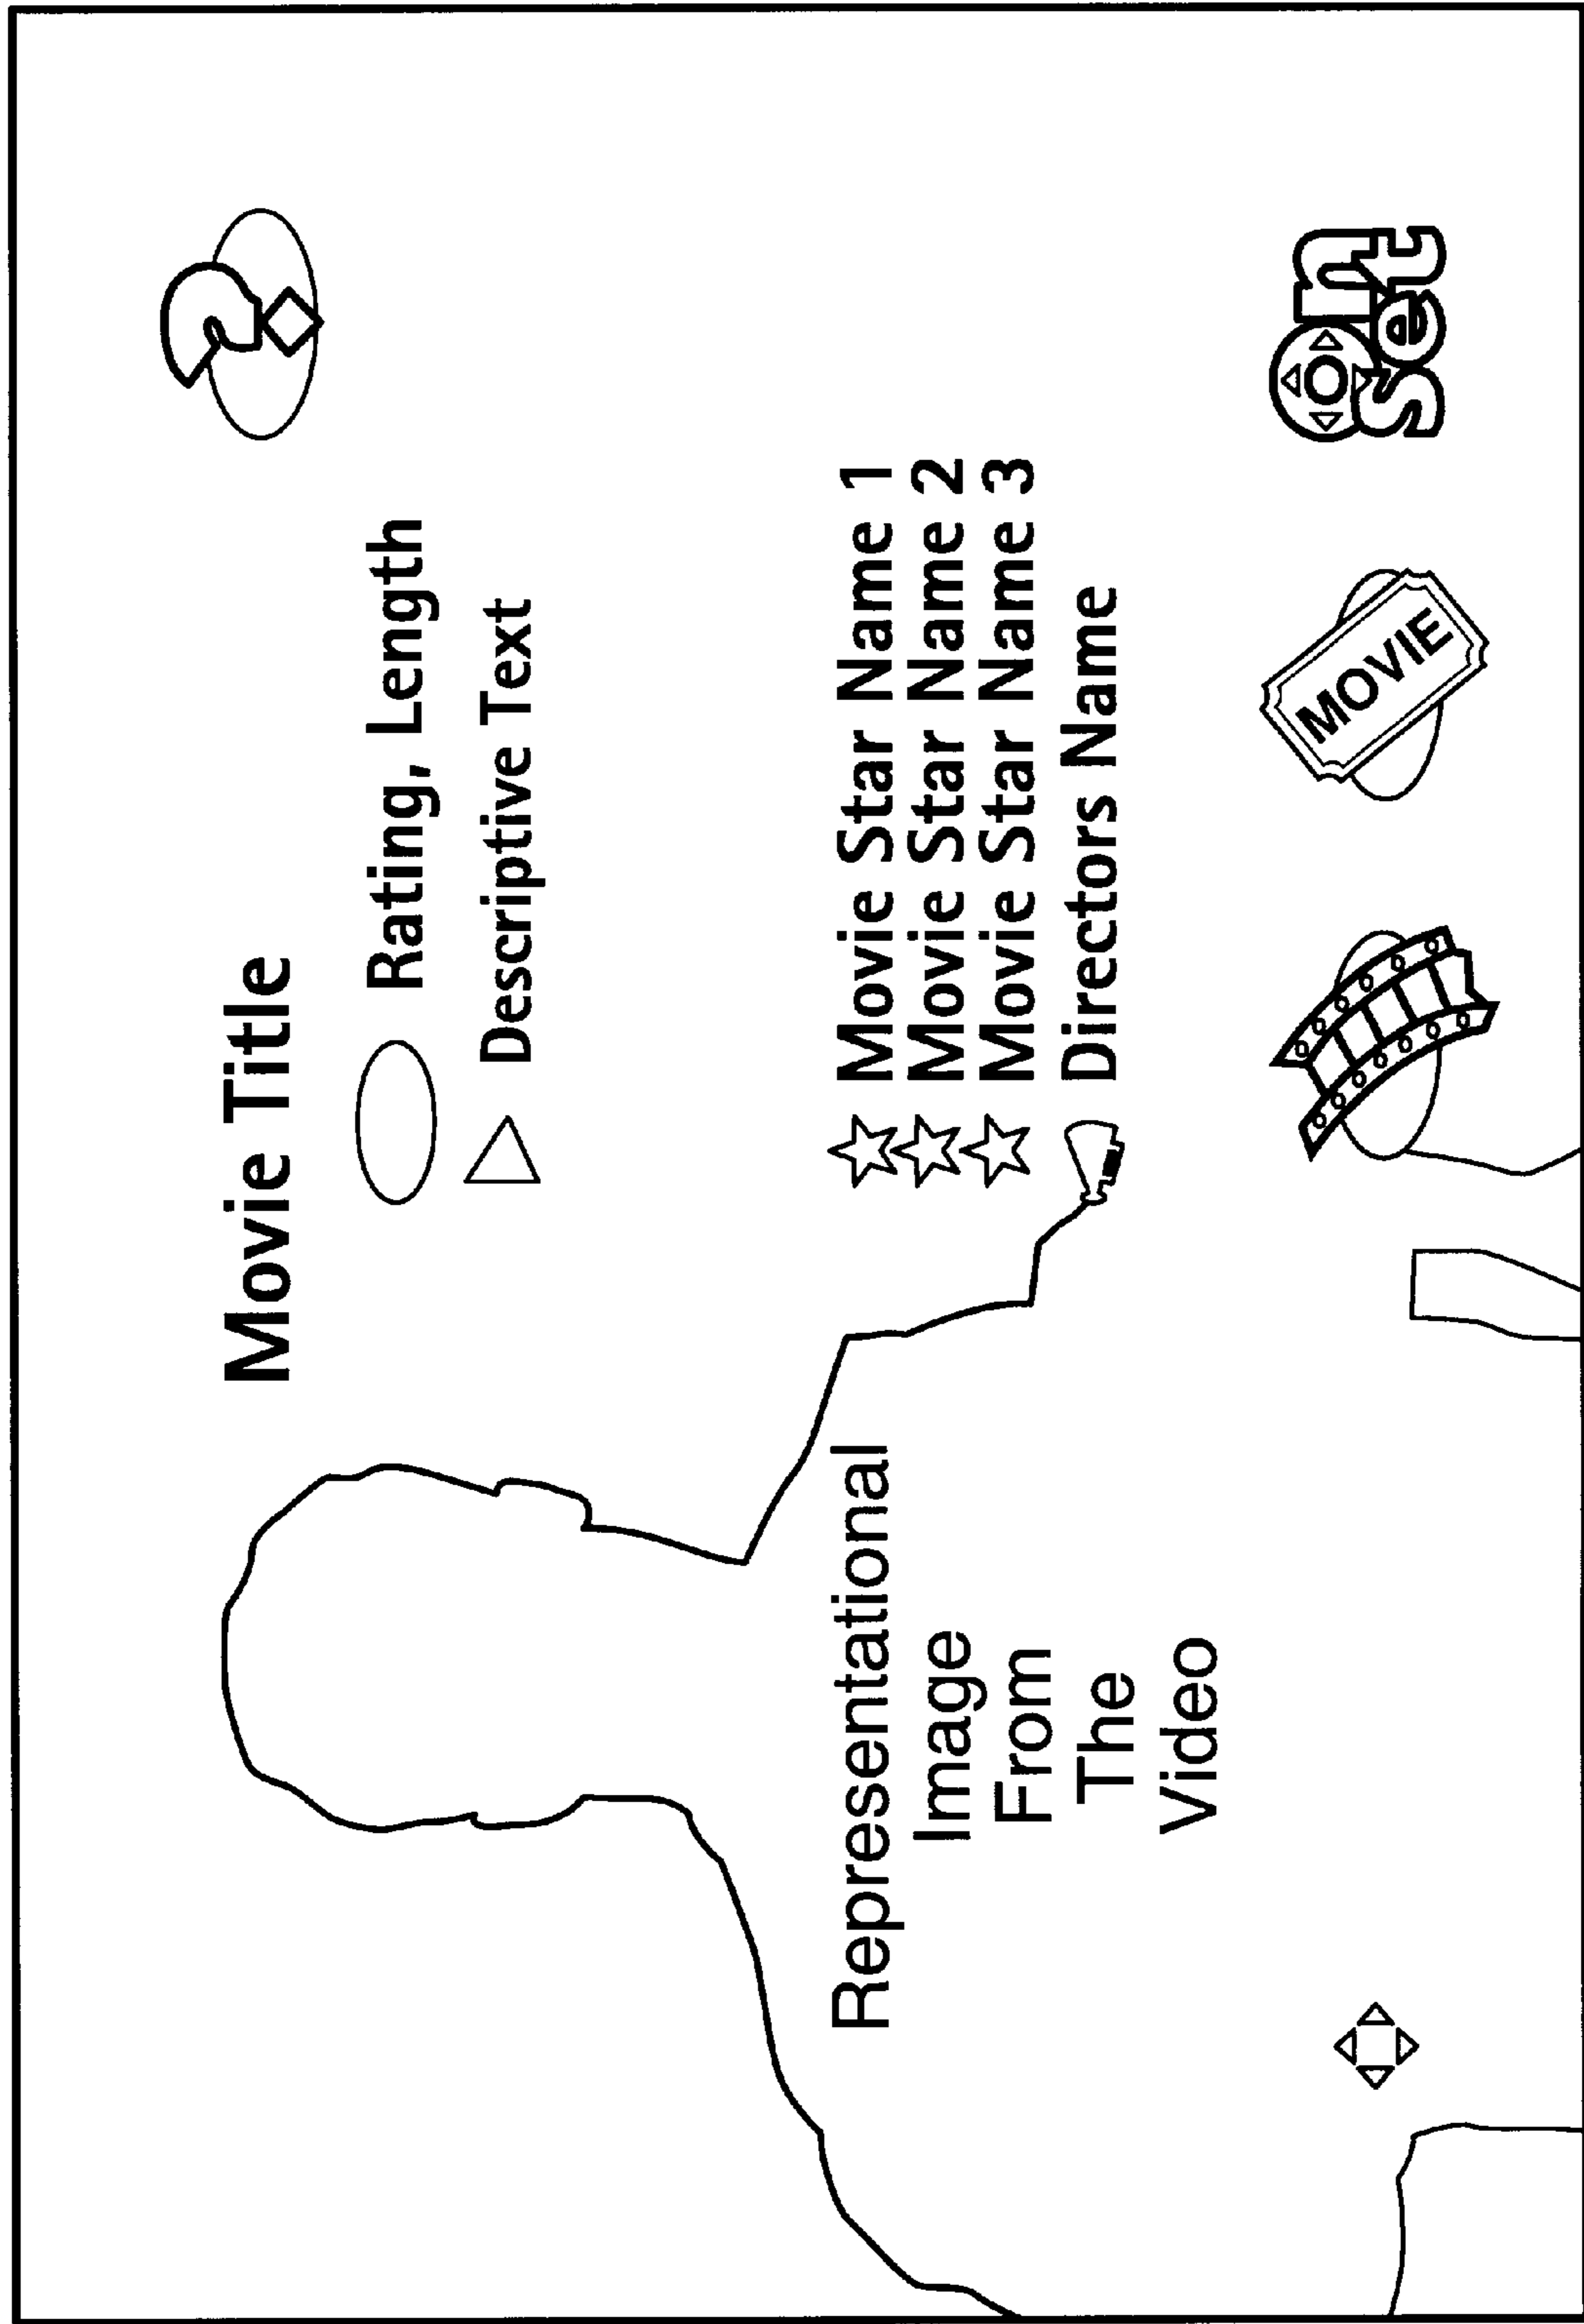 Movie Title
Rating, Length
Descriptive Text
Movie Star Name 1
Movie Star Name 2
Movie Star Name 3
Directors Name
Representational
Image
From
The
Video
MOVIE
on
set
?